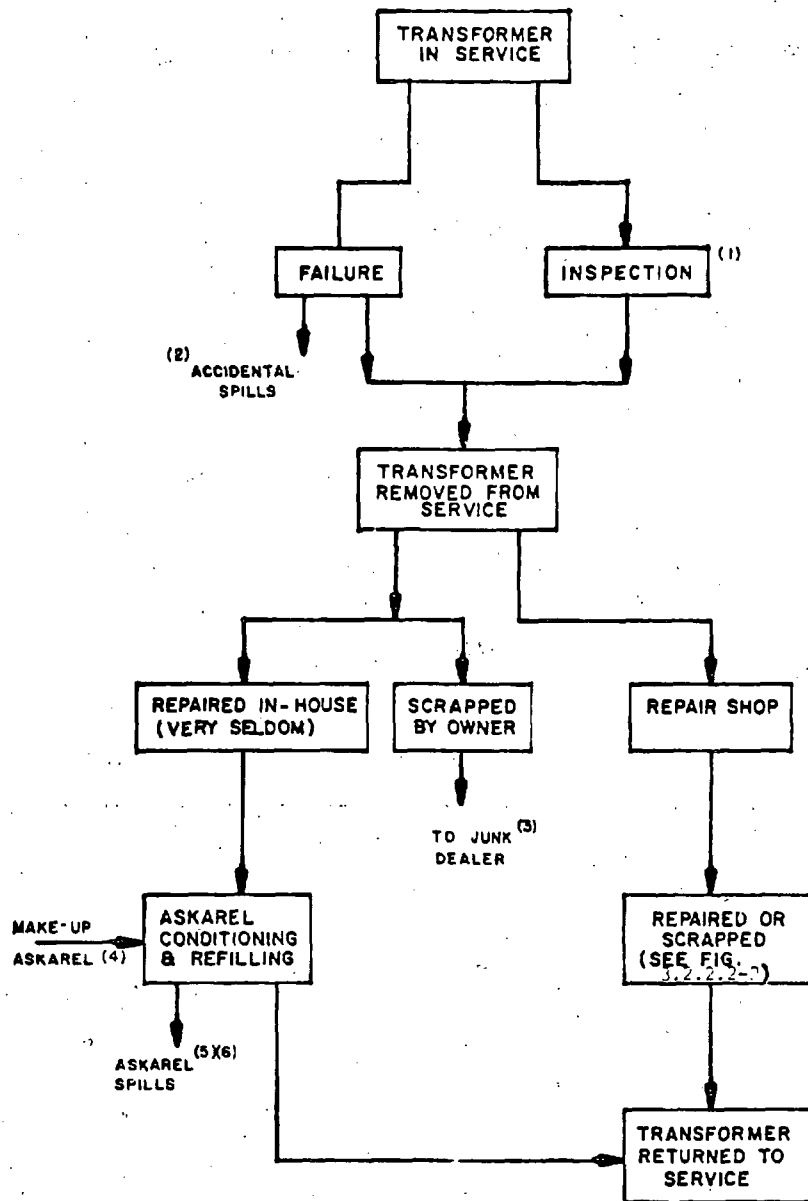 TRANSFORMER
IN SERVICE
FAILURE
INSPECTION (1)
(2) ACCIDENTAL
SPILLS
TRANSFORMER
REMOVED FROM
SERVICE
REPAIRED IN-HOUSE
(VERY SELDOM)
SCRAPPED
BY OWNER
REPAIR SHOP
TO JUNK (3)
DEALER
MAKE-UP
ASKAREL (4)
ASKAREL
CONDITIONING
& REFILLING
REPAIRED OR
SCRAPPED
(SEE FIG.
ASKAREL (5)(6)
SPILLS
TRANSFORMER
RETURNED TO
SERVICE